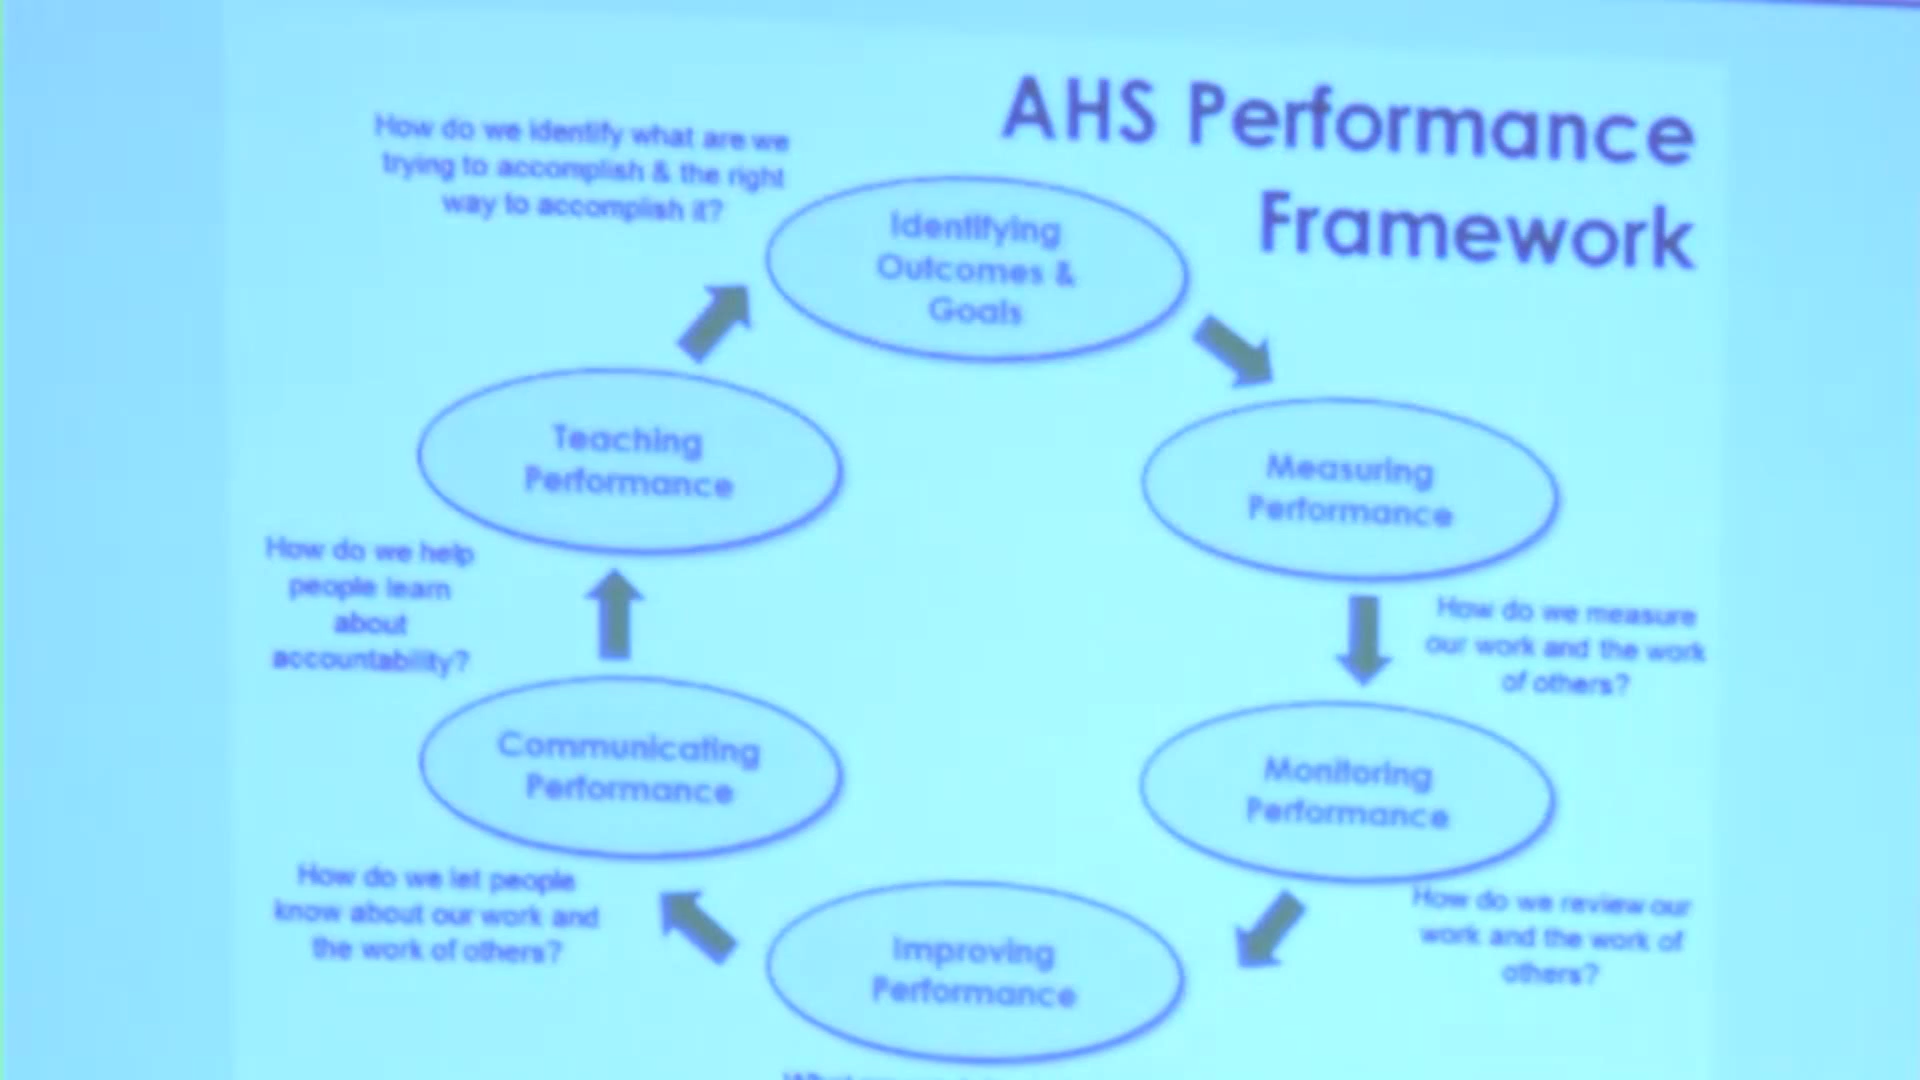 AHS Performance
Framework
How do we identify what are we
trying to accomplish & the right
way to accomplish it?
Identifying
Outcomes &
Goals
Teaching
Performance
Measuring
Performance
How do we help
people learn
about
accountability?
How do we measure
our work and the work
of others?
Communicating
Performance
Monitoring
Performance
How do we let people
know about our work and
the work of others?
How do we review our
work and the work of
others?
Improving
Performance
What